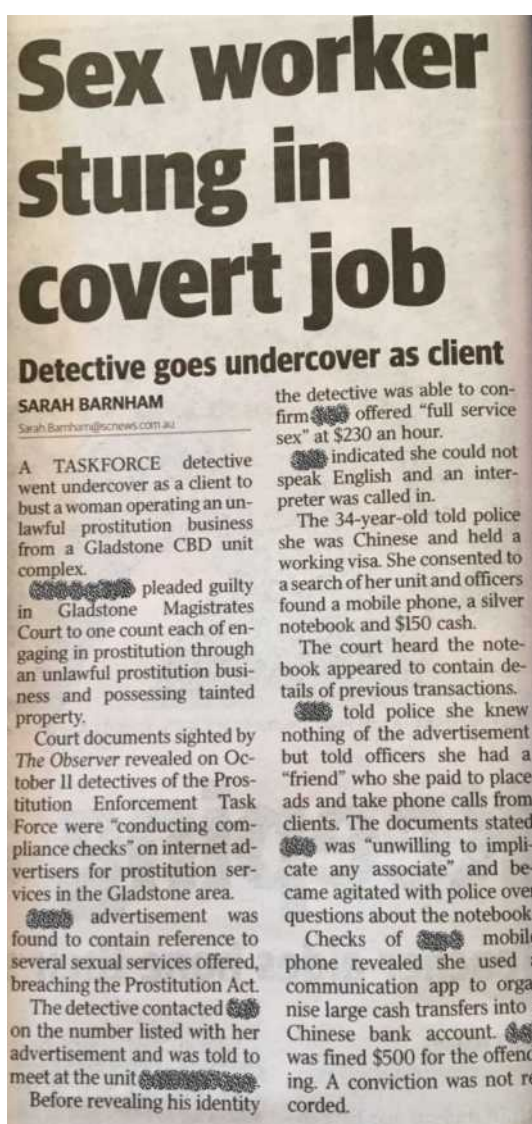 Sex worker
stung in
covert job
Detective goes undercover as client
SARAH BARNHAM
Sarah.Barnham@scnews.com.au
A TASKFORCE detective
went undercover as a client to
bust a woman operating an un-
lawful prostitution business
from a Gladstone CBD unit
complex.
pleaded guilty
in Gladstone Magistrates
Court to one count each of en-
gaging in prostitution through
an unlawful prostitution busi-
ness and possessing tainted
property.
Court documents sighted by
The Observer revealed on Oc-
tober 11 detectives of the Pros-
titution Enforcement Task
Force were “conducting com-
pliance checks” on internet ad-
vertisers for prostitution ser-
vices in the Gladstone area.
advertisement was
found to contain reference to
several sexual services offered,
breaching the Prostitution Act.
The detective contacted
on the number listed with her
advertisement and was told to
meet at the unit
Before revealing his identity
the detective was able to con-
firm offered “full service
sex” at $230 an hour.
indicated she could not
speak English and an inter-
preter was called in.
The 34-year-old told police
she was Chinese and held a
working visa. She consented to
a search of her unit and officers
found a mobile phone, a silver
notebook and $150 cash.
The court heard the note-
book appeared to contain de-
tails of previous transactions.
told police she knew
nothing of the advertisement
but told officers she had a
“friend” who she paid to place
ads and take phone calls from
clients. The documents stated
was “unwilling to impli-
cate any associate” and be-
came agitated with police over
questions about the notebook.
Checks of mobile
phone revealed she used a
communication app to orga-
nise large cash transfers into
Chinese bank account.
was fined $500 for the offend-
ing. A conviction was not re
corded.